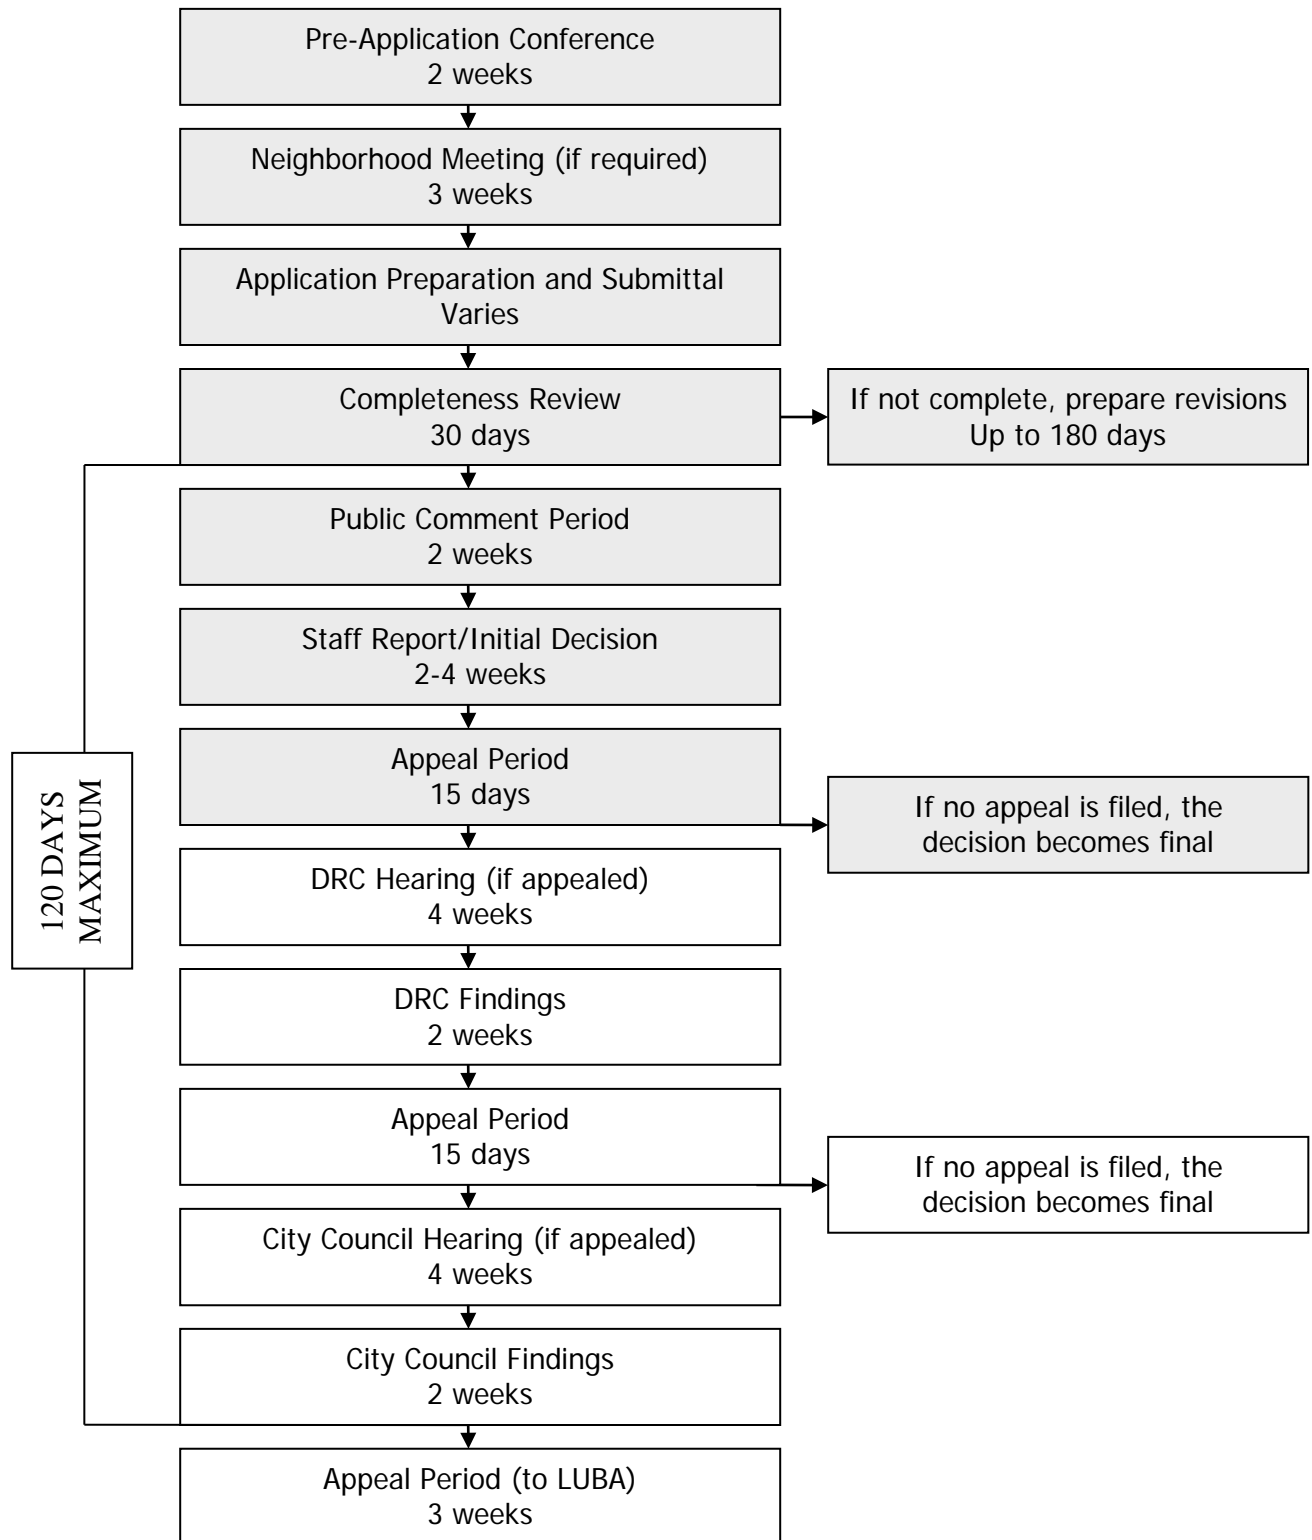 Pre-Application Conference
2 weeks
Neighborhood Meeting (if required)
3 weeks
Application Preparation and Submittal
Varies
Completeness Review
30 days
If not complete, prepare revisions
Up to 180 days
Public Comment Period
2 weeks
Staff Report/Initial Decision
2-4 weeks
Appeal Period
15 days
If no appeal is filed, the
decision becomes final
120 DAYS
MAXIMUM
DRC Hearing (if appealed)
4 weeks
DRC Findings
2 weeks
Appeal Period
15 days
If no appeal is filed, the
decision becomes final
City Council Hearing (if appealed)
4 weeks
City Council Findings
2 weeks
Appeal Period (to LUBA)
3 weeks